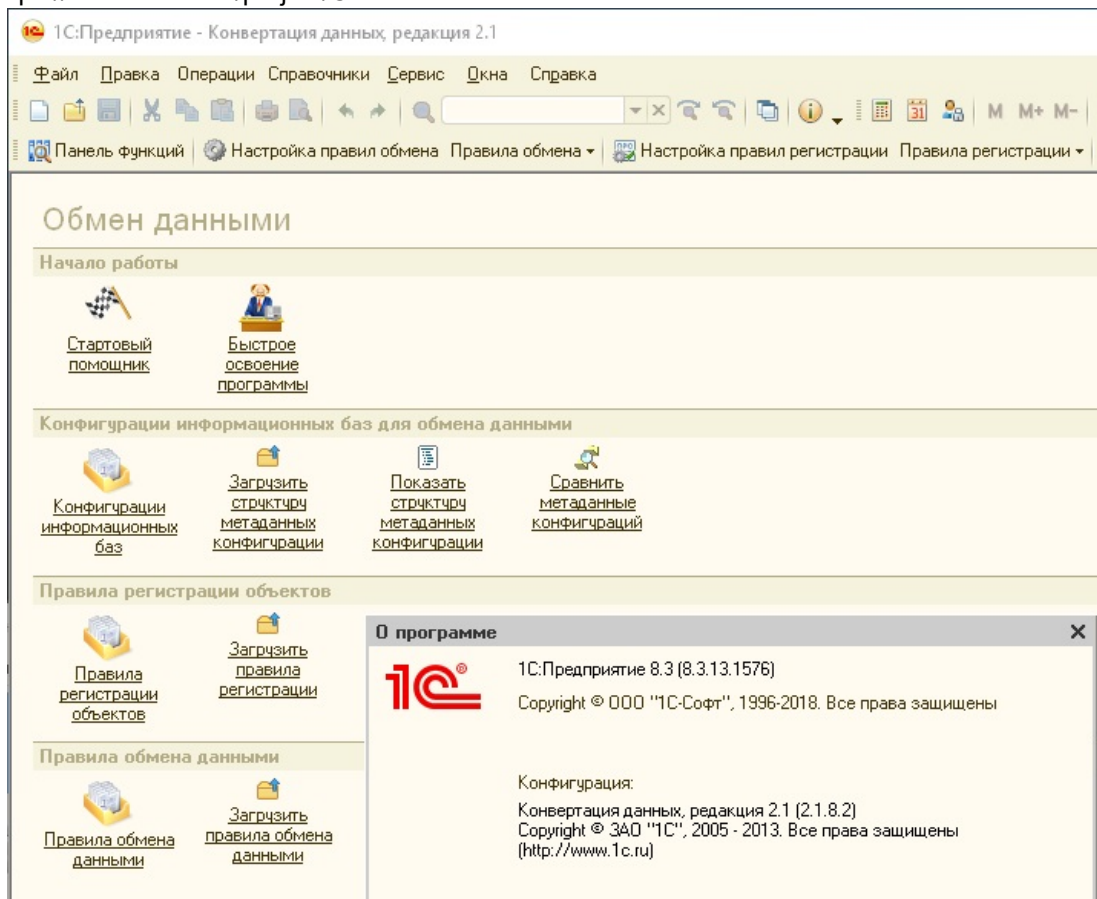 1С:Предприятие - Конвертация данных, редакция 2.1
Файл Правка Операции Справочники Сервис Окна Справка
31 M M+ M-
Панель функций Настройка правил обмена Правила обмена Настройка правил регистрации Правила регистрации
Обмен данными
Начало работы
Стартовый помощник
Быстрое освоение программы
Конфигурации информационных баз для обмена данными
Конфигурации информационных баз
Загрузить структуру метаданных конфигурации
Показать структуру метаданных конфигурации
Сравнить метаданные конфигураций
Правила регистрации объектов
Правила регистрации объектов
Загрузить правила регистрации
Правила обмена данными
Правила обмена данными
Загрузить правила обмена данными
О программе
1С
1С:Предприятие 8.3 (8.3.13.1576)
Copyright © ООО "1С-Софт", 1996-2018. Все права защищены
Конфигурация:
Конвертация данных, редакция 2.1 (2.1.8.2)
Copyright © ЗАО "1С", 2005 - 2013. Все права защищены
(http://www.1c.ru)